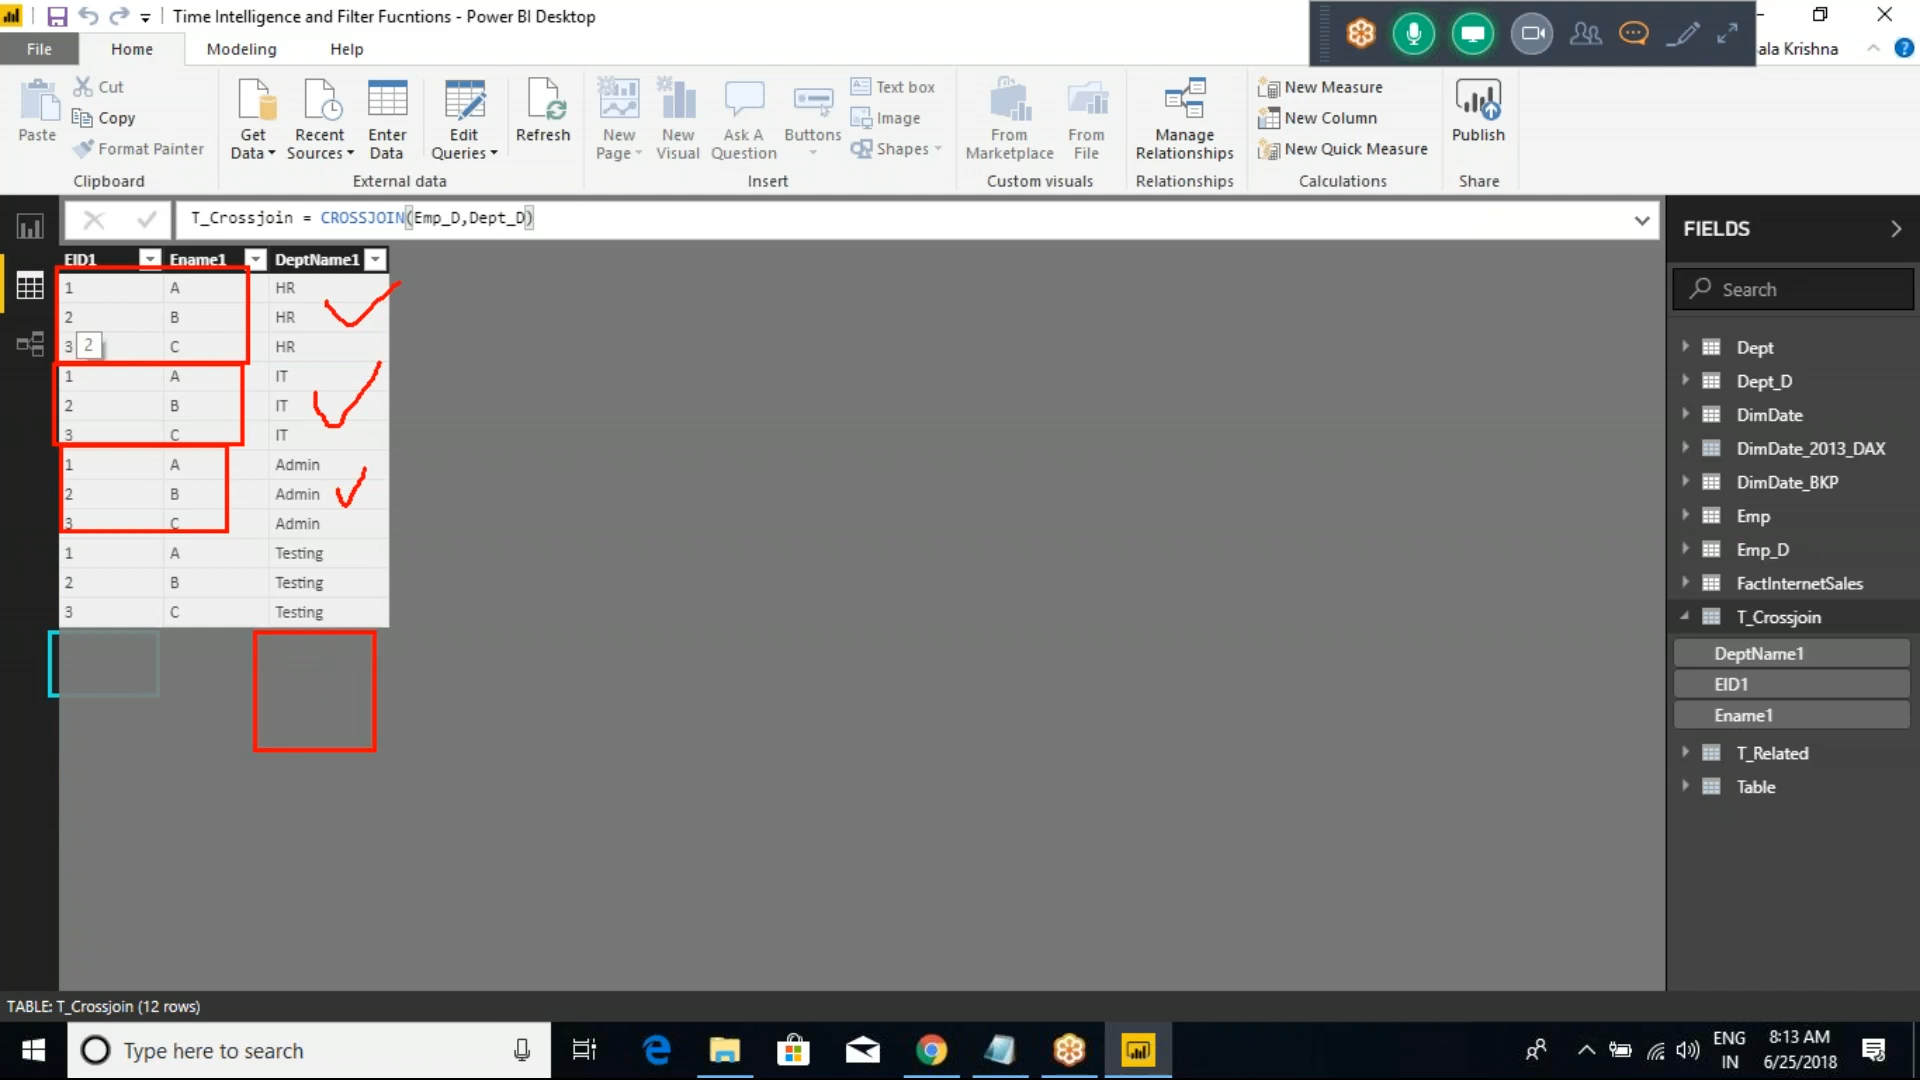 Time Intelligence and Filter Fucntions - Power BI Desktop
ala Krishna
File
Home
Modeling
Help
Paste
Cut
Copy
Format Painter
Clipboard
Get Data
Recent Sources
Enter Data
Edit Queries
Refresh
External data
New Page
New Visual
Ask A Question
Buttons
Text box
Image
Shapes
Insert
From Marketplace
From File
Custom visuals
Manage Relationships
Relationships
New Measure
New Column
New Quick Measure
Calculations
Publish
Share
T_Crossjoin = CROSSJOIN(Emp_D,Dept_D)
EID1 Ename1 DeptName1
1 A HR
2 B HR
3 2 C HR
1 A IT
2 B IT
3 C IT
1 A Admin
2 B Admin
3 C Admin
1 A Testing
2 B Testing
3 C Testing
FIELDS
Search
Dept
Dept_D
DimDate
DimDate_2013_DAX
DimDate_BKP
Emp
Emp_D
FactInternetSales
T_Crossjoin
DeptName1
EID1
Ename1
T_Related
Table
TABLE: T_Crossjoin (12 rows)
Type here to search
ENG
IN
8:13 AM
6/25/2018